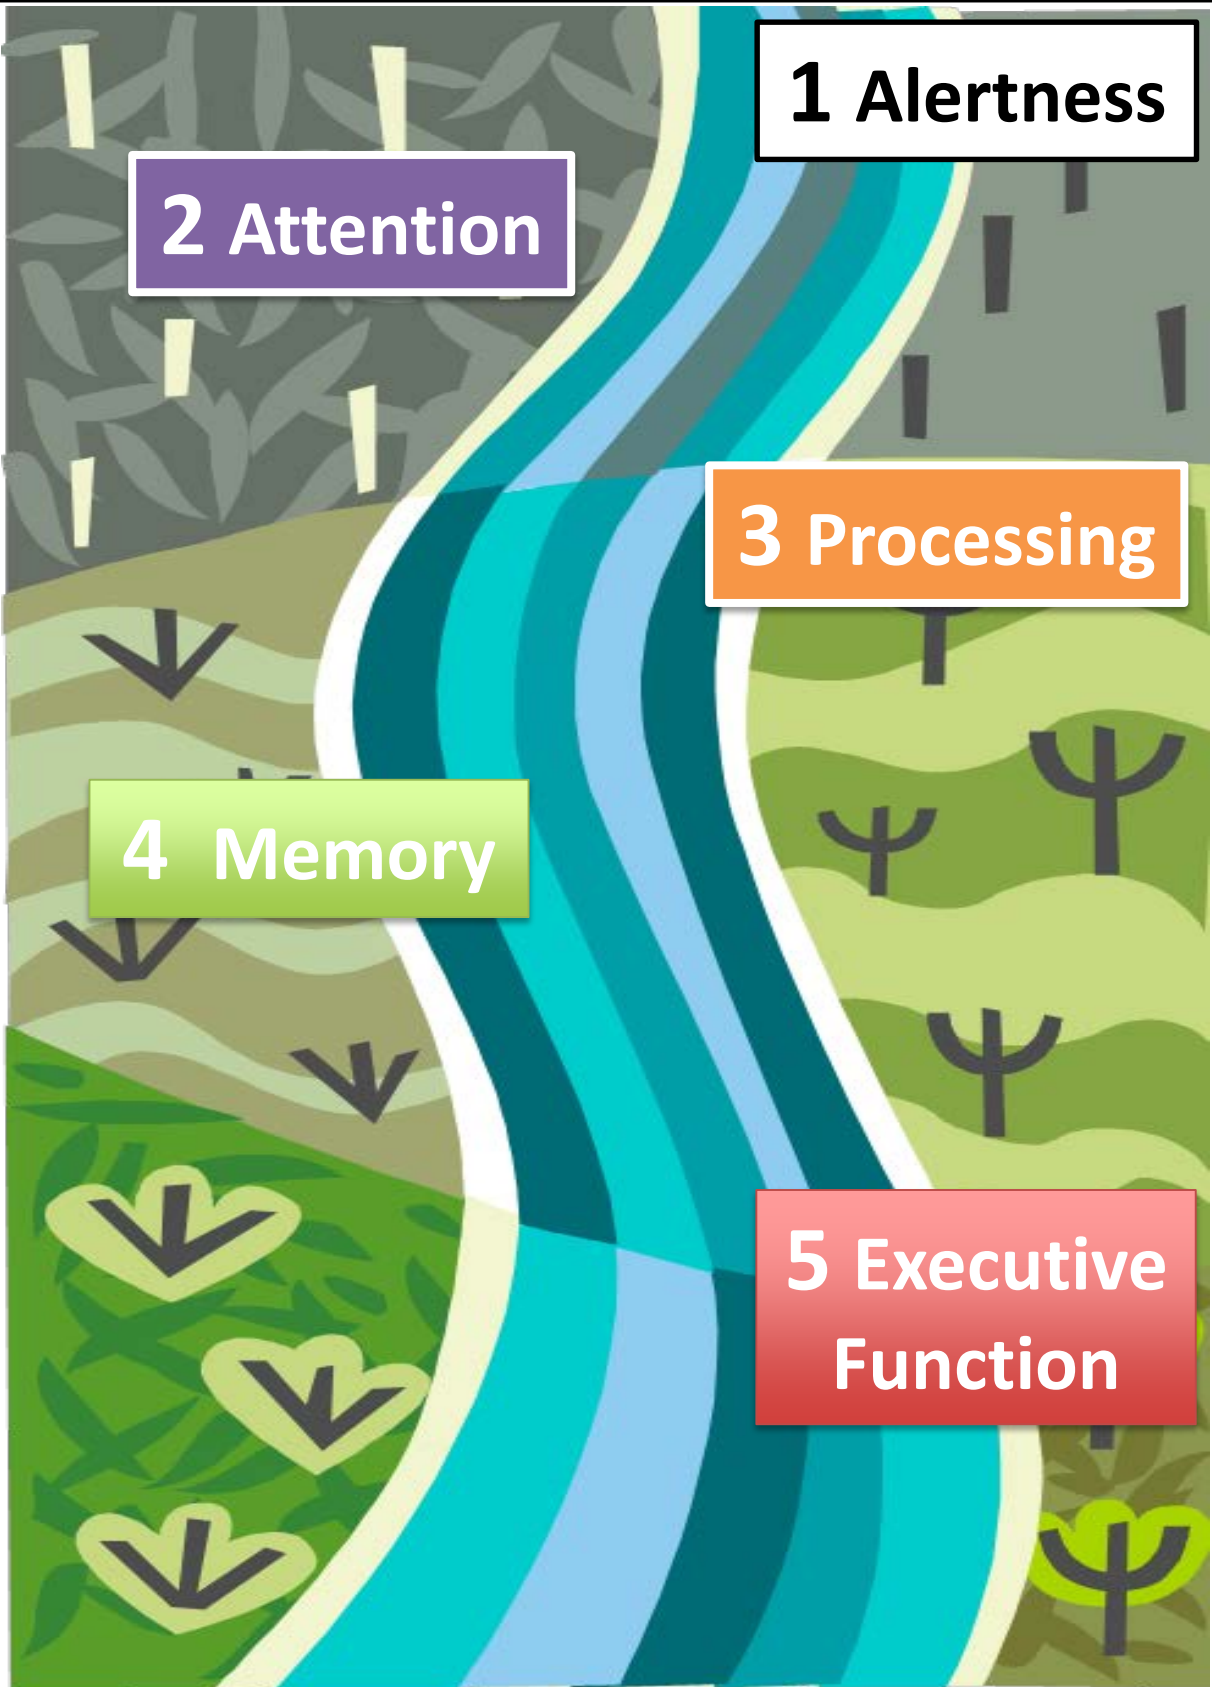 1 Alertness
2 Attention
3 Processing
4 Memory
5 Executive
Function